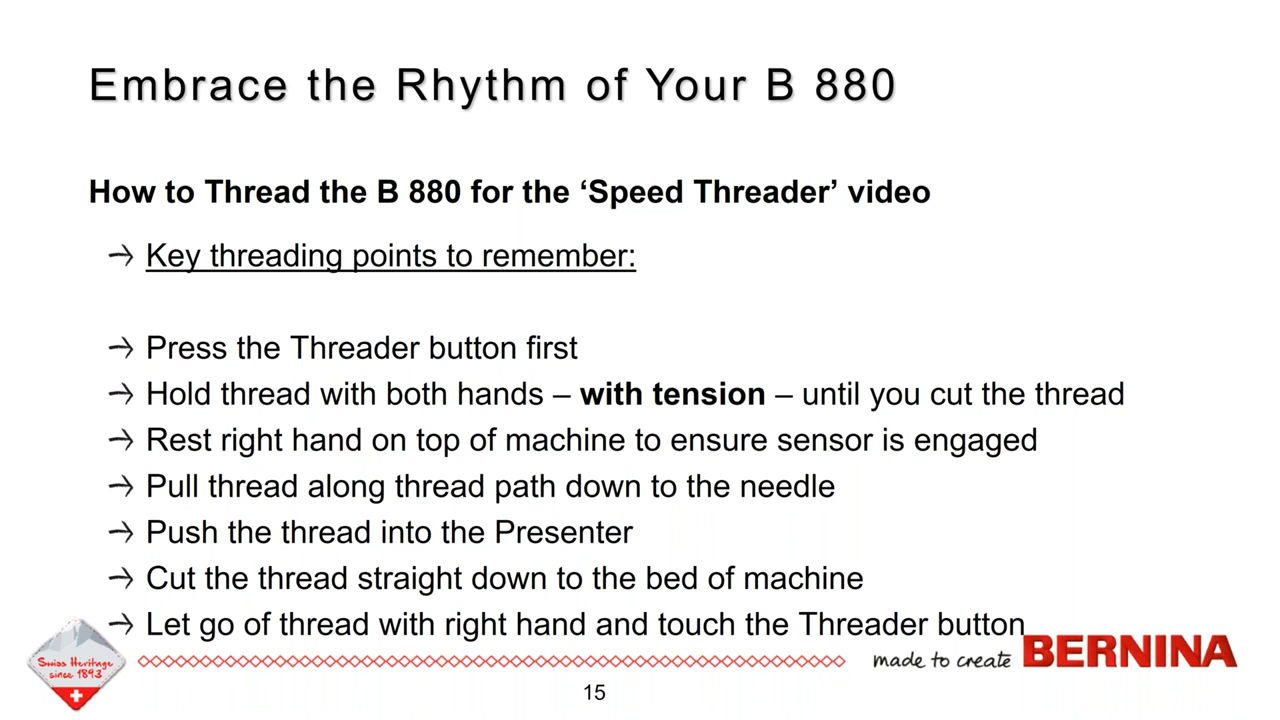 Embrace the Rhythm of Your B 880
How to Thread the B 880 for the ‘Speed Threader’ video
→ Key threading points to remember:
→ Press the Threader button first
→ Hold thread with both hands – with tension – until you cut the thread
→ Rest right hand on top of machine to ensure sensor is engaged
→ Pull thread along thread path down to the needle
→ Push the thread into the Presenter
→ Cut the thread straight down to the bed of machine
→ Let go of thread with right hand and touch the Threader button
Swiss Heritage
since 1893
made to create BERNINA
15